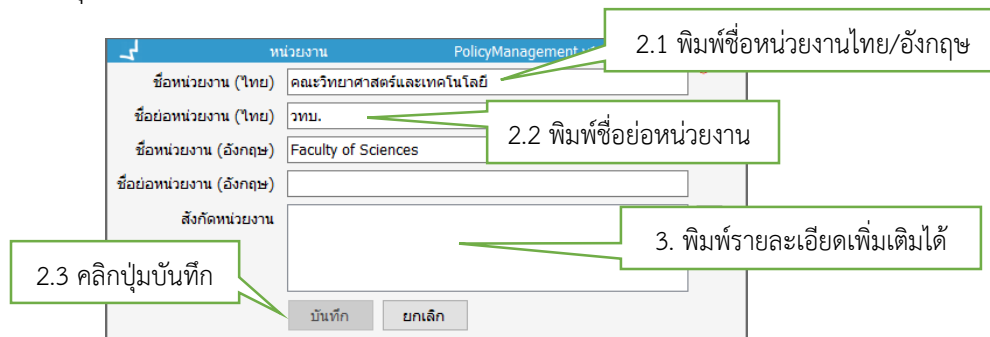 2.1 พิมพ์ชื่อหน่วยงานไทย/อังกฤษ
หน่วยงาน PolicyManagement
ชื่อหน่วยงาน (ไทย) คณะวิทยาศาสตร์และเทคโนโลยี
ชื่อย่อหน่วยงาน (ไทย) วทบ.
2.2 พิมพ์ชื่อย่อหน่วยงาน
ชื่อหน่วยงาน (อังกฤษ) Faculty of Sciences
ชื่อย่อหน่วยงาน (อังกฤษ)
สังกัดหน่วยงาน
3. พิมพ์รายละเอียดเพิ่มเติมได้
2.3 คลิกปุ่มบันทึก
บันทึก ยกเลิก